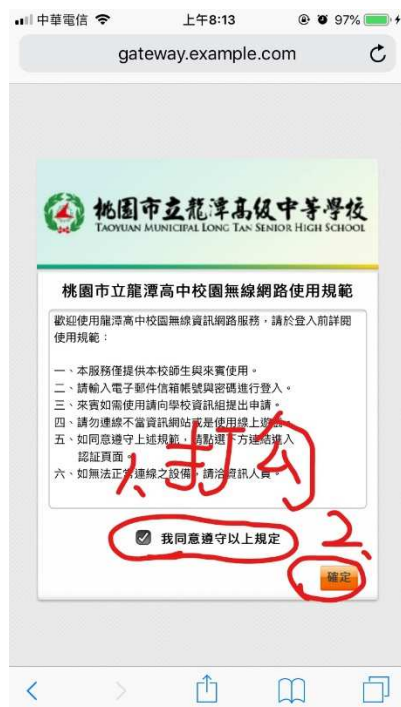 中華電信 上午8:13 97%
gateway.example.com
桃園市立龍潭高級中等學校
TAOYUAN MUNICIPAL LONG TAN SENIOR HIGH SCHOOL
桃園市立龍潭高中校園無線網路使用規範
歡迎使用龍潭高中校園無線資訊網路服務，請於登入前詳閱
使用規範：
一、本服務僅提供本校師生與來賓使用。
二、請輸入電子郵件信箱帳號與密碼進行登入。
三、來賓如需使用請向學校資訊組提出申請。
四、請勿連線不當資訊網站或是使用線上遊
五、如同意遵守上述規範，請點選下方連結進入
認証頁面。
六、如無法正常連線之設備，請洽資訊人員。
1、打勾
我同意遵守以上規定
2、
確定